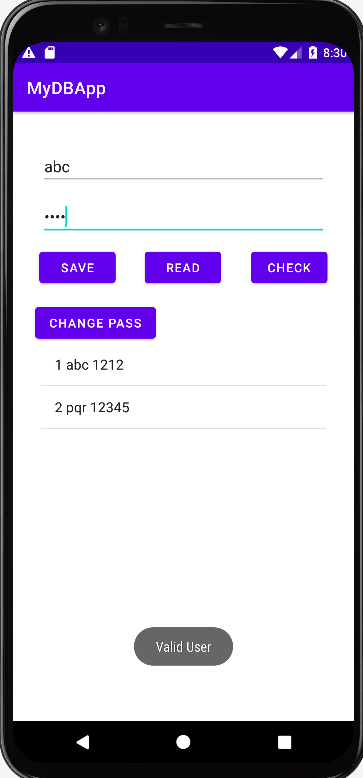 8:30
MyDBApp
abc
••••
SAVE READ CHECK
CHANGE PASS
1 abc 1212
2 pqr 12345
Valid User